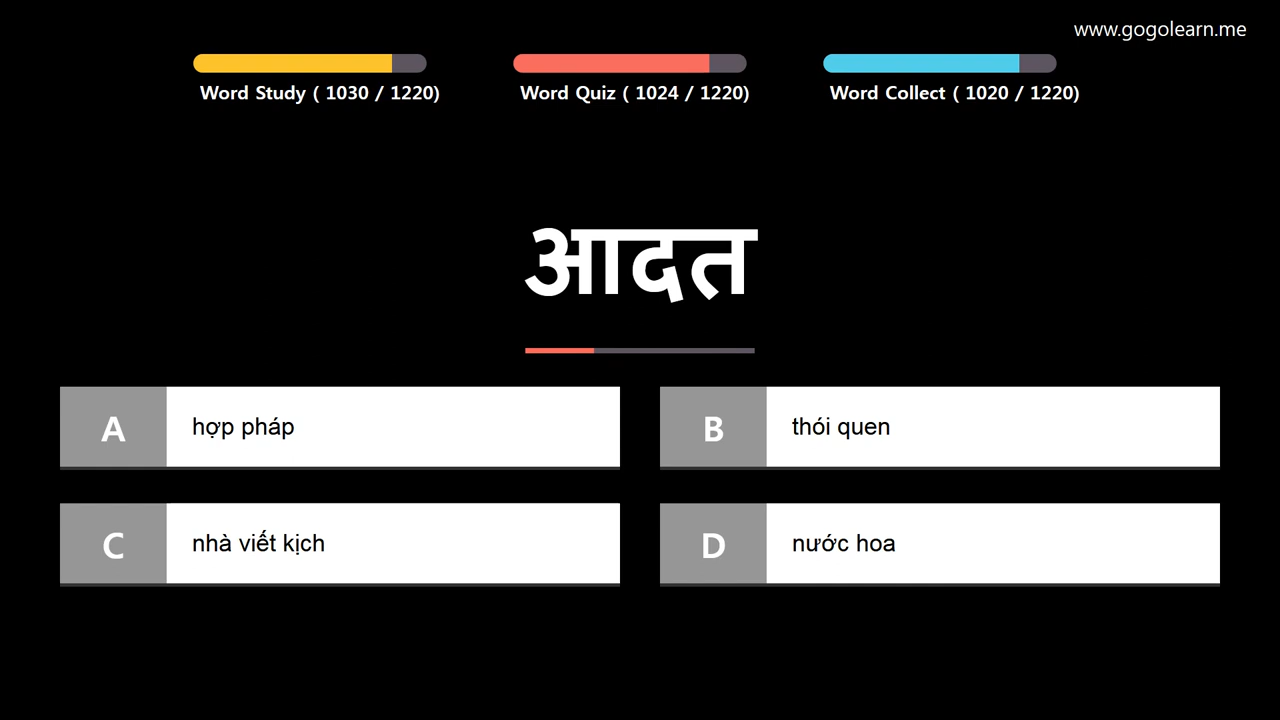 www.gogolearn.me
Word Study ( 1030 / 1220)
Word Quiz ( 1024 / 1220)
Word Collect ( 1020 / 1220)
आदत
A hợp pháp
B thói quen
C nhà viết kịch
D nước hoa